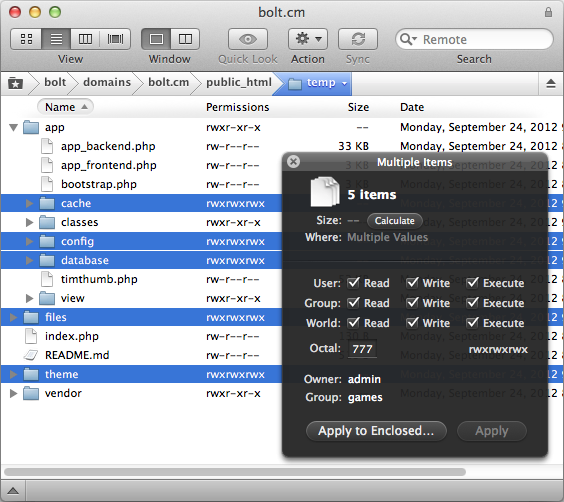 bolt.cm
View
Window
Quick Look
Action
Sync
Remote
Search
bolt
domains
bolt.cm
public_html
temp
Name Permissions Size Date
app rwxr-xr-x -- Monday, September 24, 2012 9
app_backend.php rw-r--r-- 33 KB Monday, September 24, 2012 9
app_frontend.php rw-r--r--
bootstrap.php rw-r--r--
cache rwxrwxrwx
classes rwxr-xr-x
config rwxrwxrwx
database rwxrwxrwx
timthumb.php rw-r--r--
view rwxr-xr-x
files rwxrwxrwx
index.php rw-r--r--
README.md rw-r--r--
theme rwxrwxrwx
vendor rwxr-xr-x
Multiple Items
5 Items
Size: -- Calculate
Where: Multiple Values
User: Read Write Execute
Group: Read Write Execute
World: Read Write Execute
Octal: 777 rwxrwxrwx
Owner: admin
Group: games
Apply to Enclosed... Apply